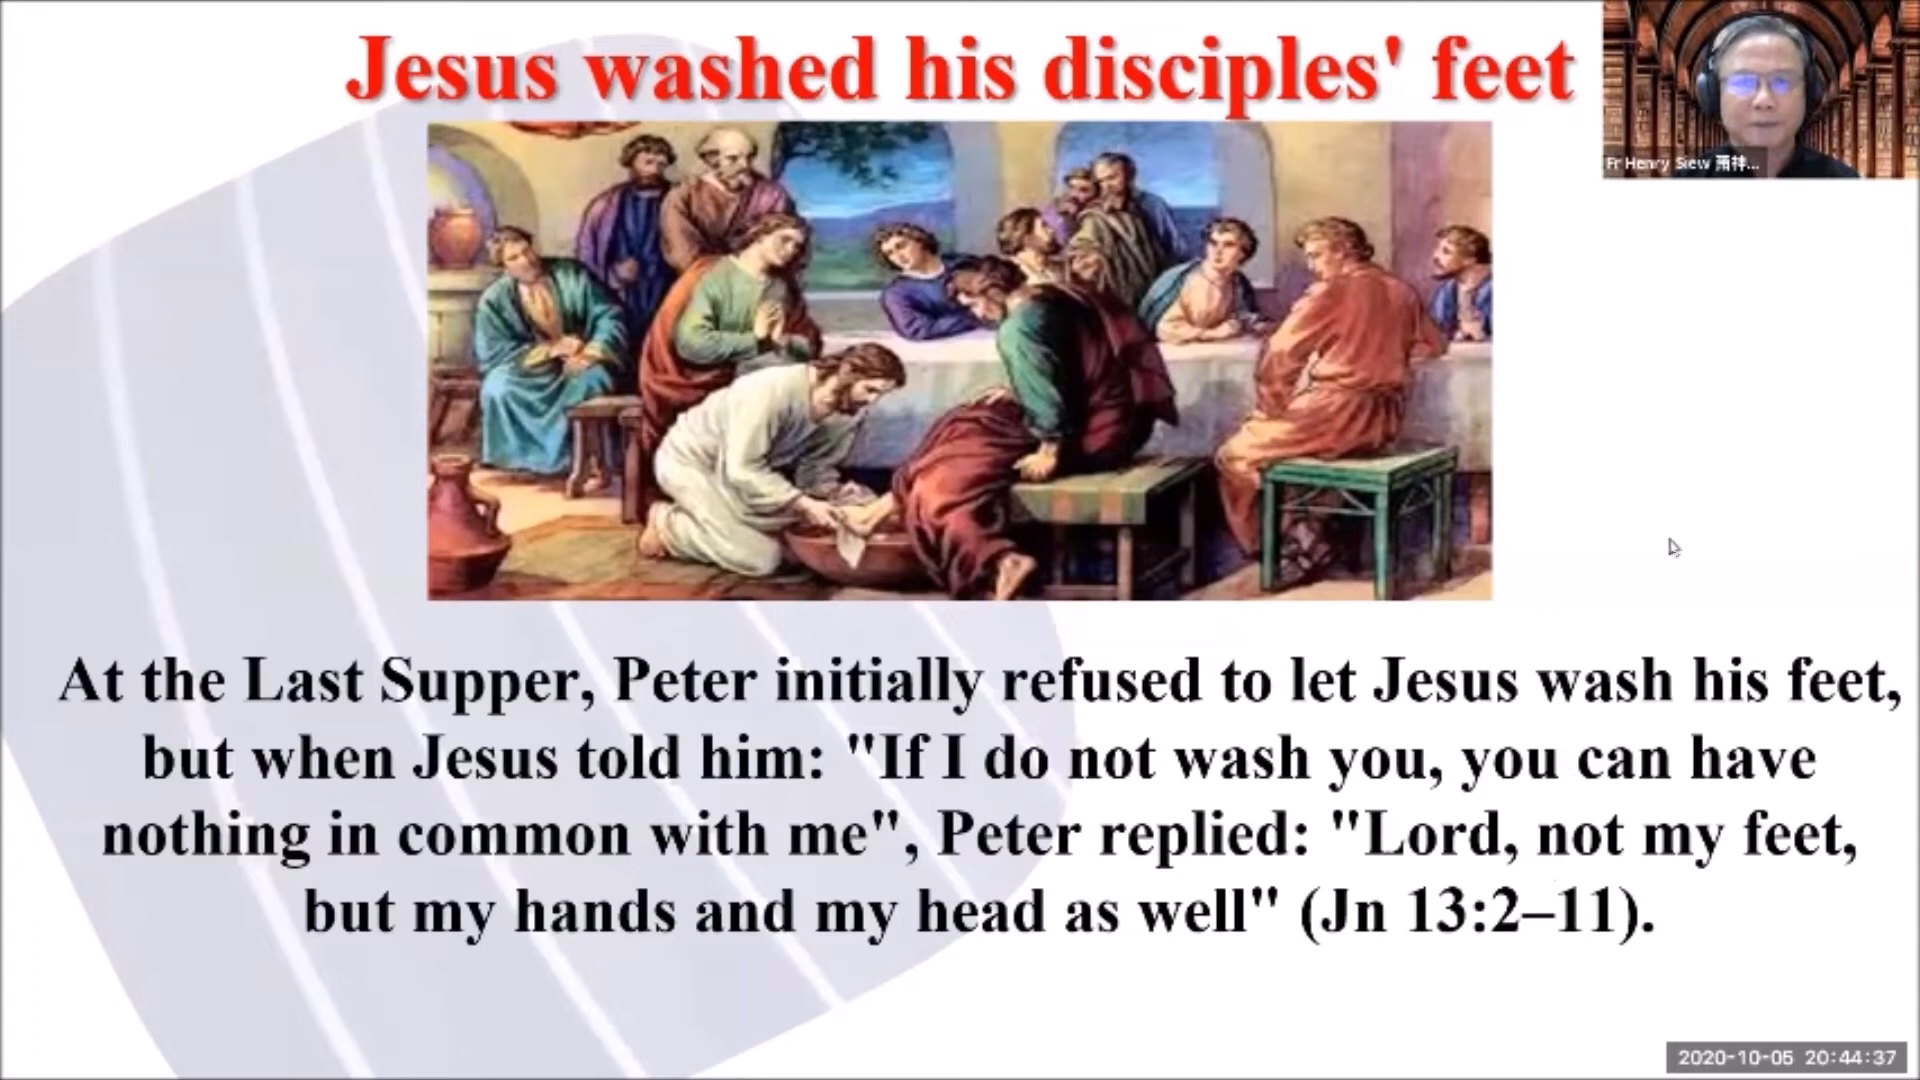 Jesus washed his disciples' feet
Fr Henry Siew 蕭神...
At the Last Supper, Peter initially refused to let Jesus wash his feet,
but when Jesus told him: "If I do not wash you, you can have
nothing in common with me", Peter replied: "Lord, not my feet,
but my hands and my head as well" (Jn 13:2–11).
2020-10-05 20:44:37